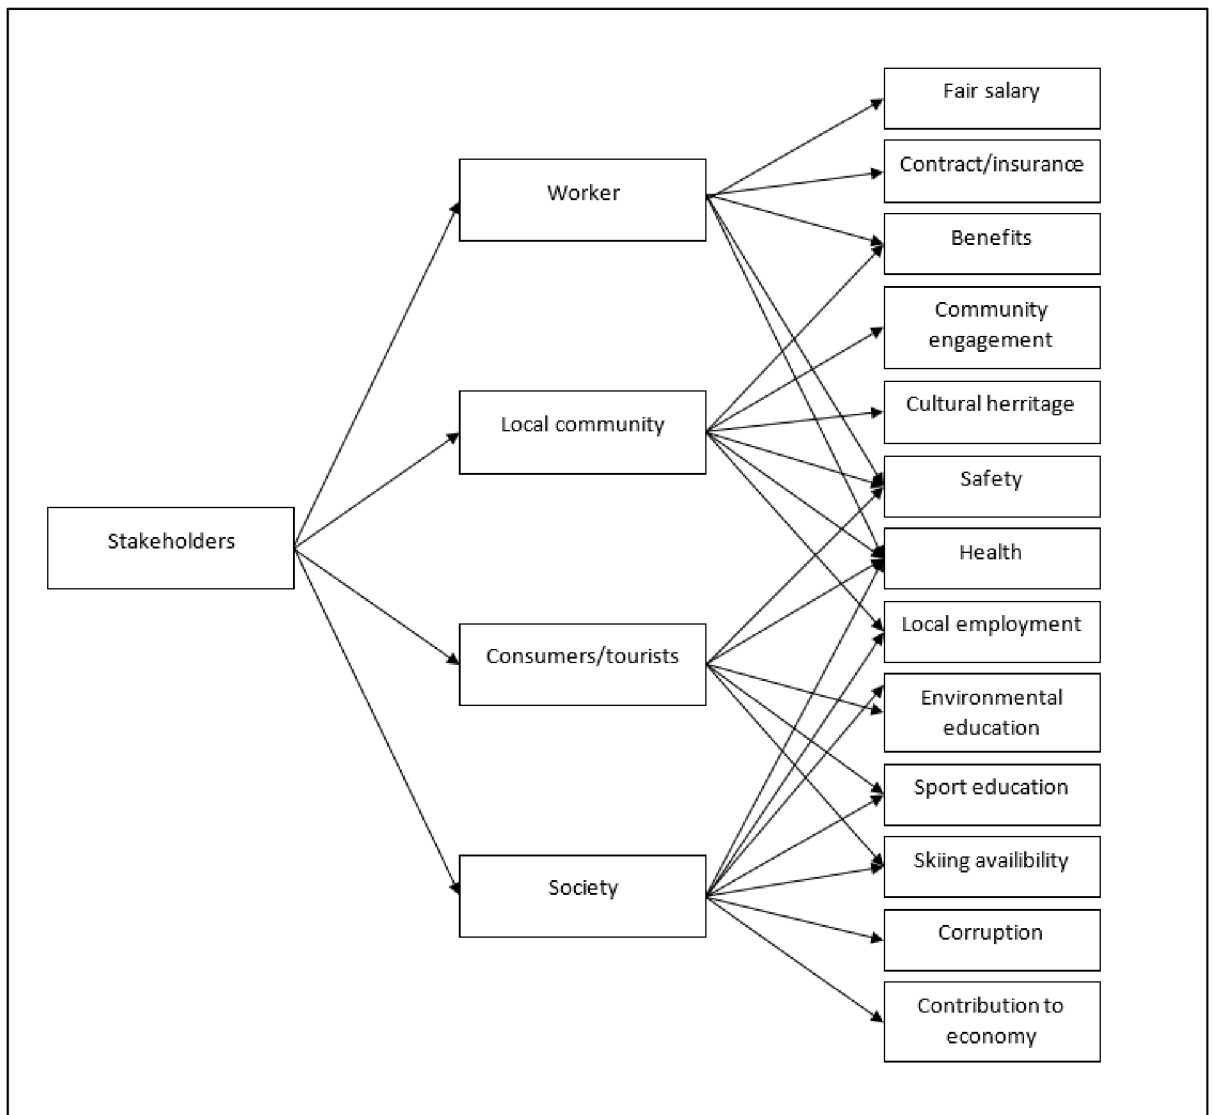 Stakeholders
Worker
Local community
Consumers/tourists
Society
Fair salary
Contract/insurance
Benefits
Community
engagement
Cultural herritage
Safety
Health
Local employment
Environmental
education
Sport education
Skiing availibility
Corruption
Contribution to
economy